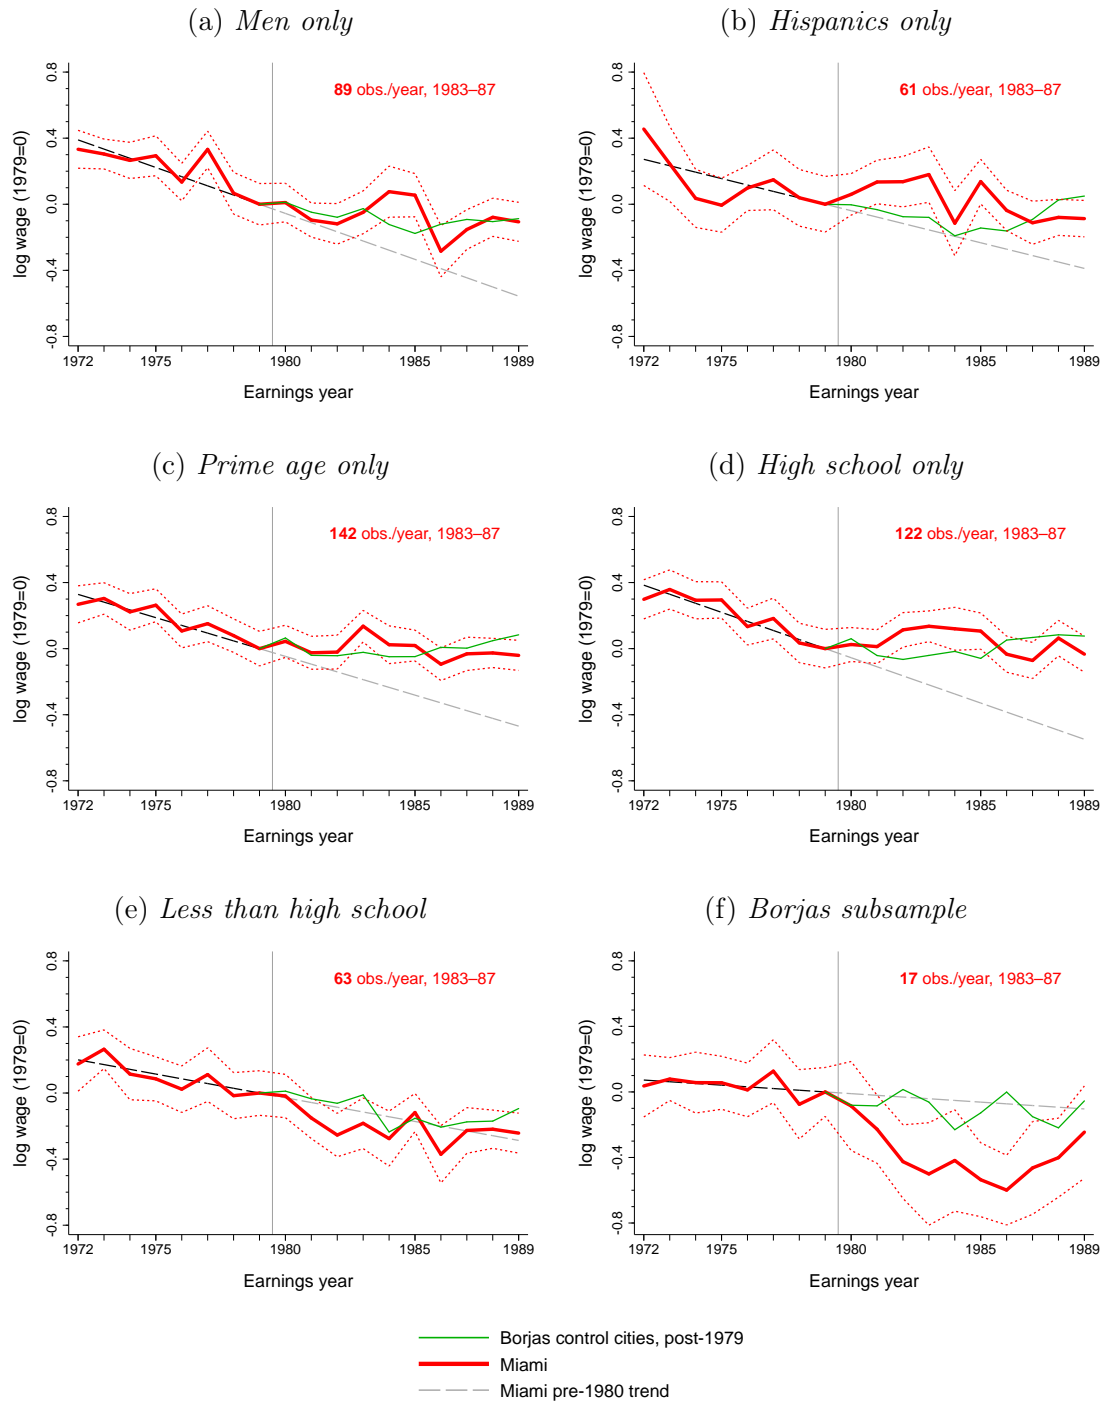 (a) Men only
(b) Hispanics only
89 obs./year, 1983–87
61 obs./year, 1983–87
log wage (1979=0)
0.8
0.4
0.0
-0.4
-0.8
1972
1975
1980
1985
1989
Earnings year
log wage (1979=0)
0.8
0.4
0.0
-0.4
-0.8
1972
1975
1980
1985
1989
Earnings year
(c) Prime age only
(d) High school only
142 obs./year, 1983–87
122 obs./year, 1983–87
log wage (1979=0)
0.8
0.4
0.0
-0.4
-0.8
1972
1975
1980
1985
1989
Earnings year
log wage (1979=0)
0.8
0.4
0.0
-0.4
-0.8
1972
1975
1980
1985
1989
Earnings year
(e) Less than high school
(f) Borjas subsample
63 obs./year, 1983–87
17 obs./year, 1983–87
log wage (1979=0)
0.8
0.4
0.0
-0.4
-0.8
1972
1975
1980
1985
1989
Earnings year
log wage (1979=0)
0.8
0.4
0.0
-0.4
-0.8
1972
1975
1980
1985
1989
Earnings year
Borjas control cities, post-1979
Miami
Miami pre-1980 trend